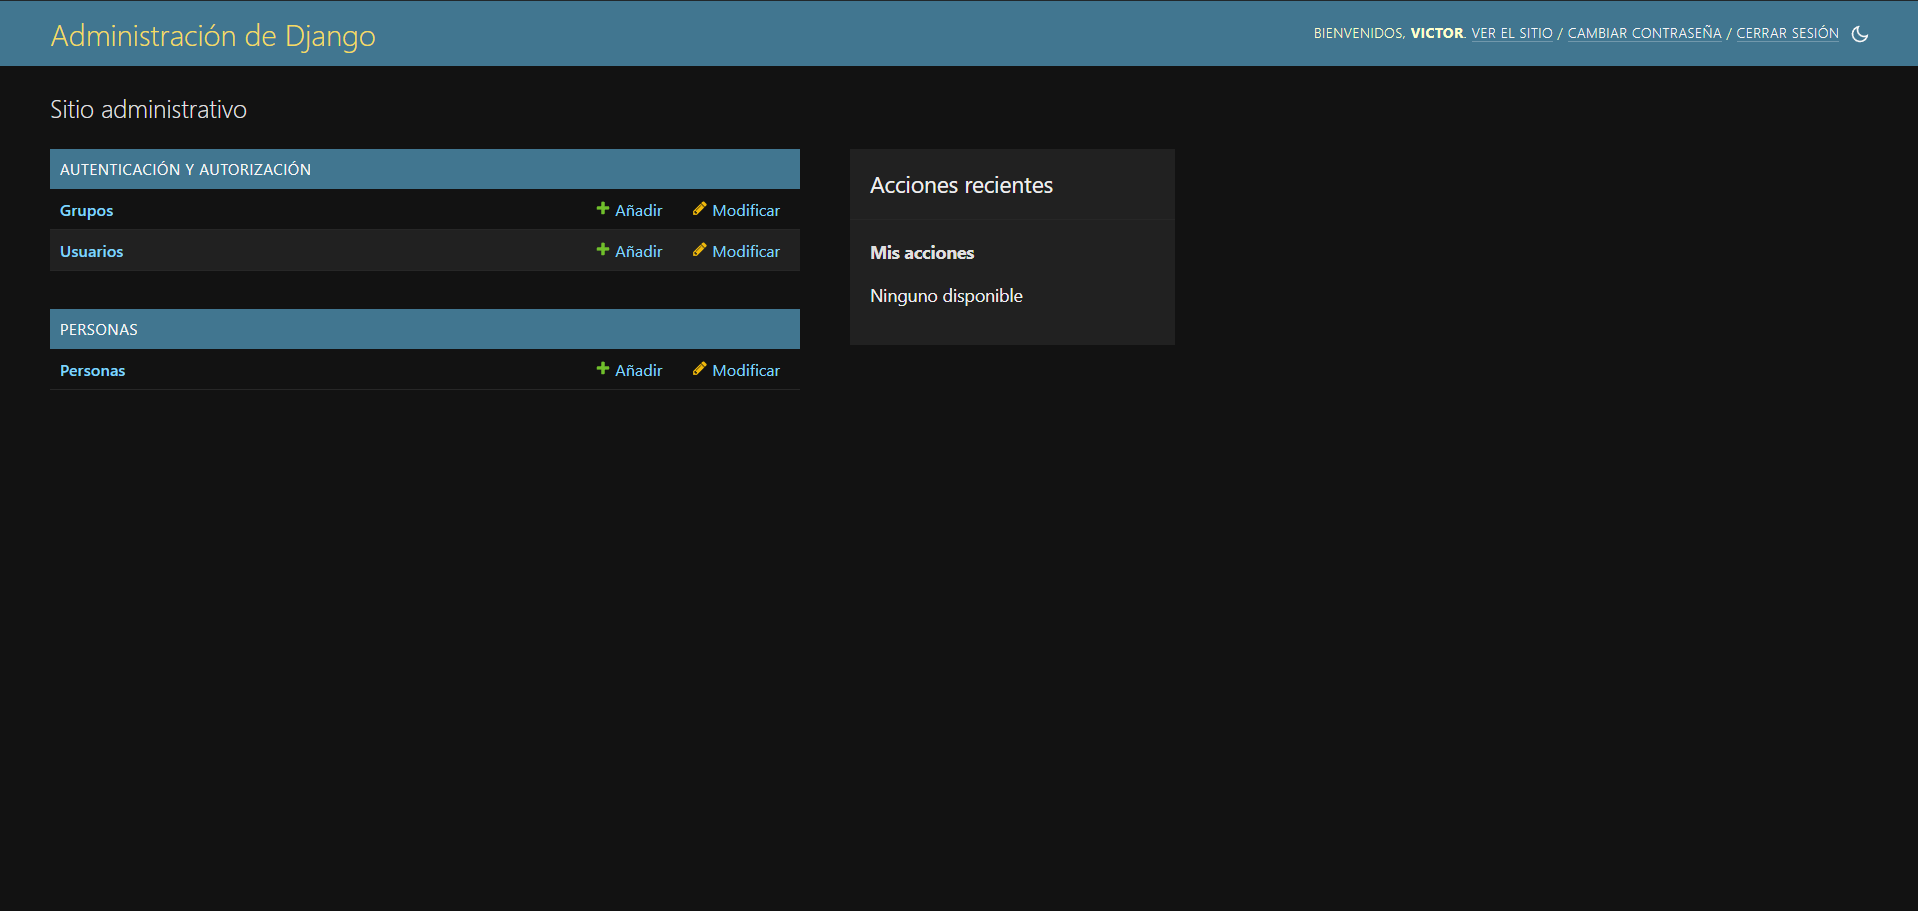 Administración de Django
BIENVENIDOS, VICTOR. VER EL SITIO / CAMBIAR CONTRASEÑA / CERRAR SESIÓN
Sitio administrativo
AUTENTICACIÓN Y AUTORIZACIÓN
Grupos Añadir Modificar
Usuarios Añadir Modificar
PERSONAS
Personas Añadir Modificar
Acciones recientes
Mis acciones
Ninguno disponible